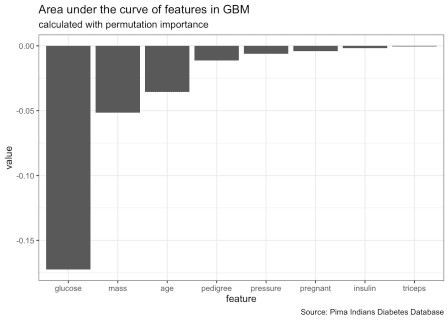 Area under the curve of features in GBM
calculated with permutation importance
0.00
-0.05
-0.10
-0.15
value
glucose mass age pedigree pressure pregnant insulin triceps
feature
Source: Pima Indians Diabetes Database